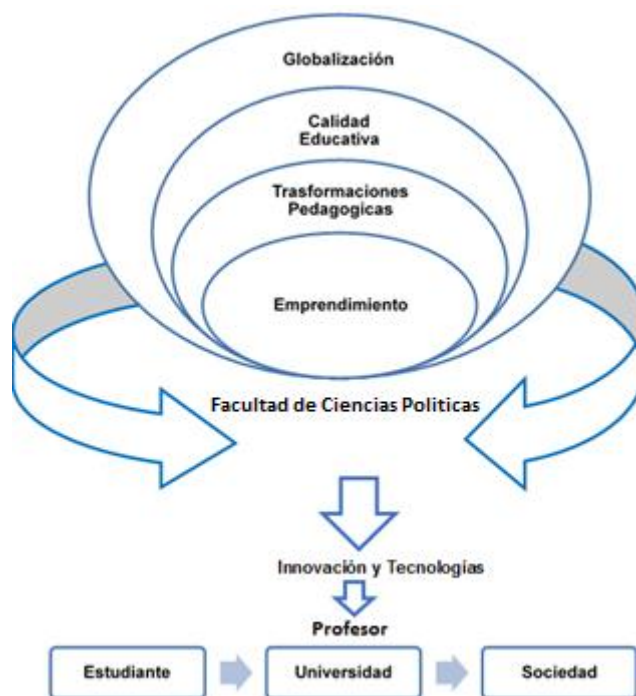 Globalización
Calidad
Educativa
Trasformaciones
Pedagogicas
Emprendimiento
Facultad de Ciencias Politicas
Innovación y Tecnologías
Profesor
Estudiante
Universidad
Sociedad